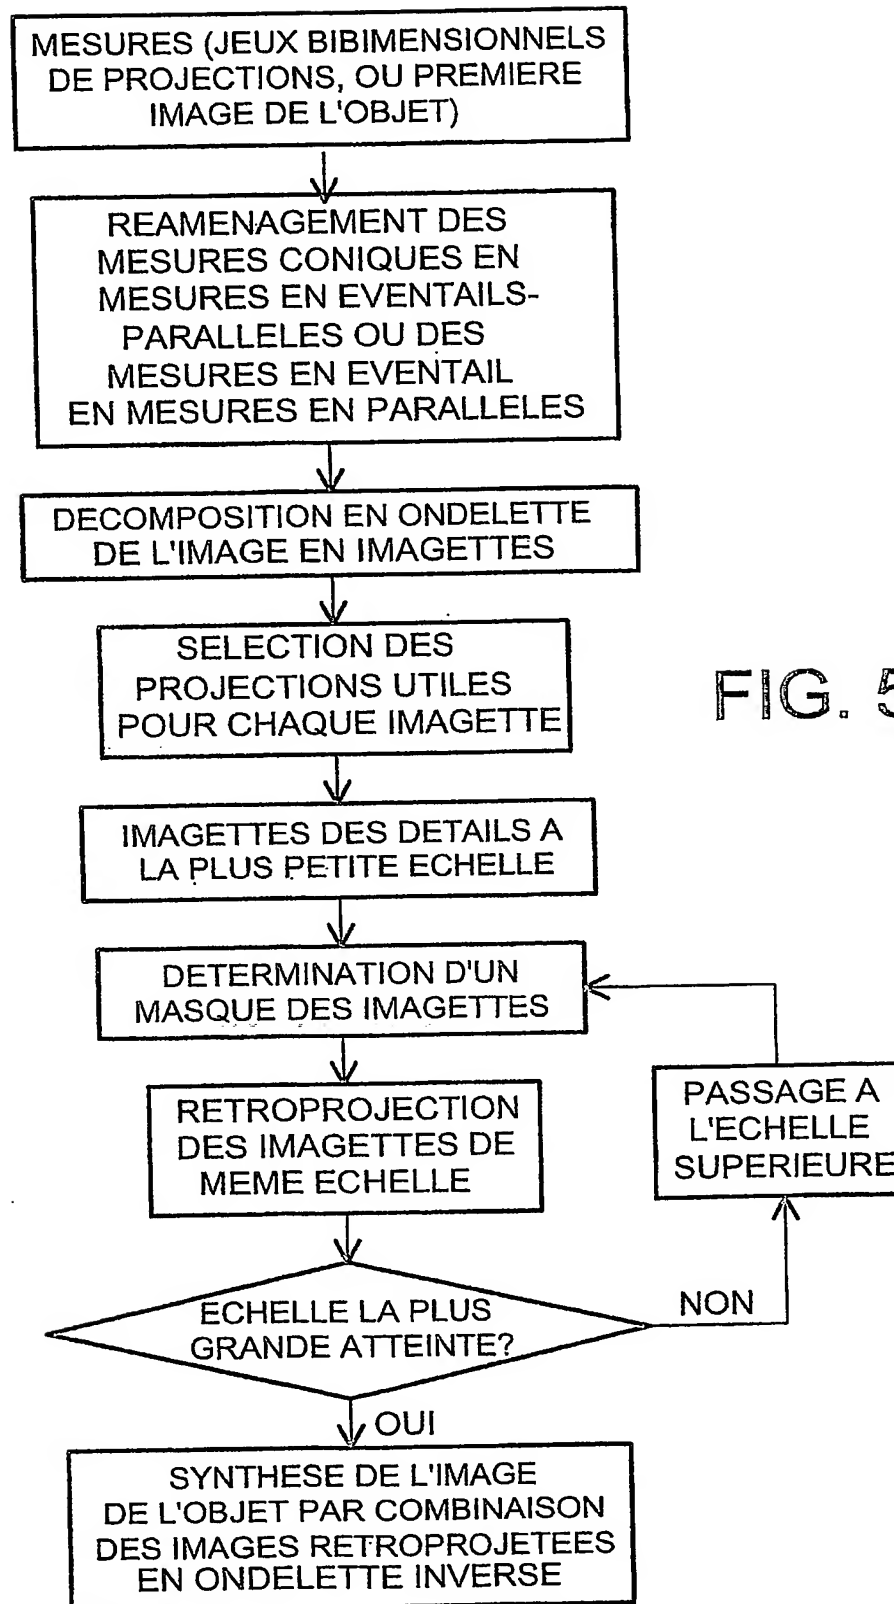 MESURES (JEUX BIBIMENSIONNELS
DE PROJECTIONS, OU PREMIERE
IMAGE DE L'OBJET)
REAMENAGEMENT DES
MESURES CONIQUES EN
MESURES EN EVENTAILS-
PARALLELES OU DES
MESURES EN EVENTAIL
EN MESURES EN PARALLELES
DECOMPOSITION EN ONDELETTE
DE L'IMAGE EN IMAGETTES
SELECTION DES
PROJECTIONS UTILES
POUR CHAQUE IMAGETTE
FIG. 5
IMAGETTES DES DETAILS A
LA PLUS PETITE ECHELLE
DETERMINATION D'UN
MASQUE DES IMAGETTES
RETROPROJECTION
DES IMAGETTES DE
MEME ECHELLE
PASSAGE A
L'ECHELLE
SUPERIEURE
ECHELLE LA PLUS
GRANDE ATTEINTE?
NON
OUI
SYNTHESE DE L'IMAGE
DE L'OBJET PAR COMBINAISON
DES IMAGES RETROPROJETEES
EN ONDELETTE INVERSE